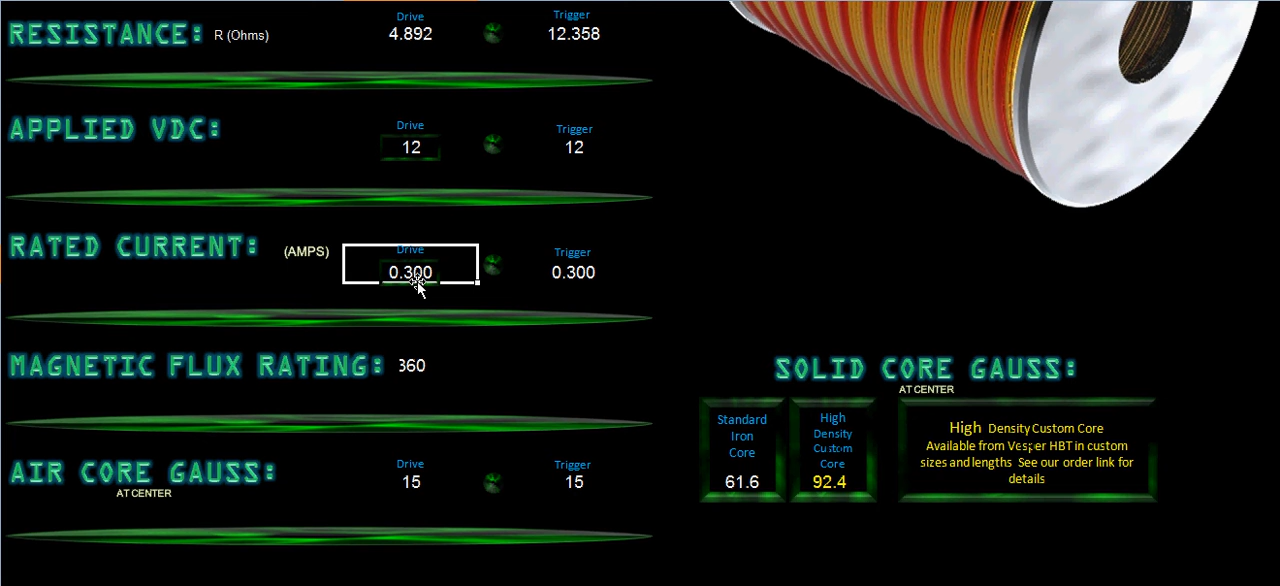 RESISTANCE: R (Ohms)
Drive
4.892
Trigger
12.358
APPLIED VDC:
Drive
12
Trigger
12
RATED CURRENT: (AMPS)
Drive
0.300
Trigger
0.300
MAGNETIC FLUX RATING: 360
AIR CORE GAUSS:
AT CENTER
Drive
15
Trigger
15
SOLID CORE GAUSS:
AT CENTER
Standard
Iron
Core
61.6
High
Density
Custom
Core
92.4
High Density Custom Core
Available from Vesper HBT in custom
sizes and lengths See our order link for
details